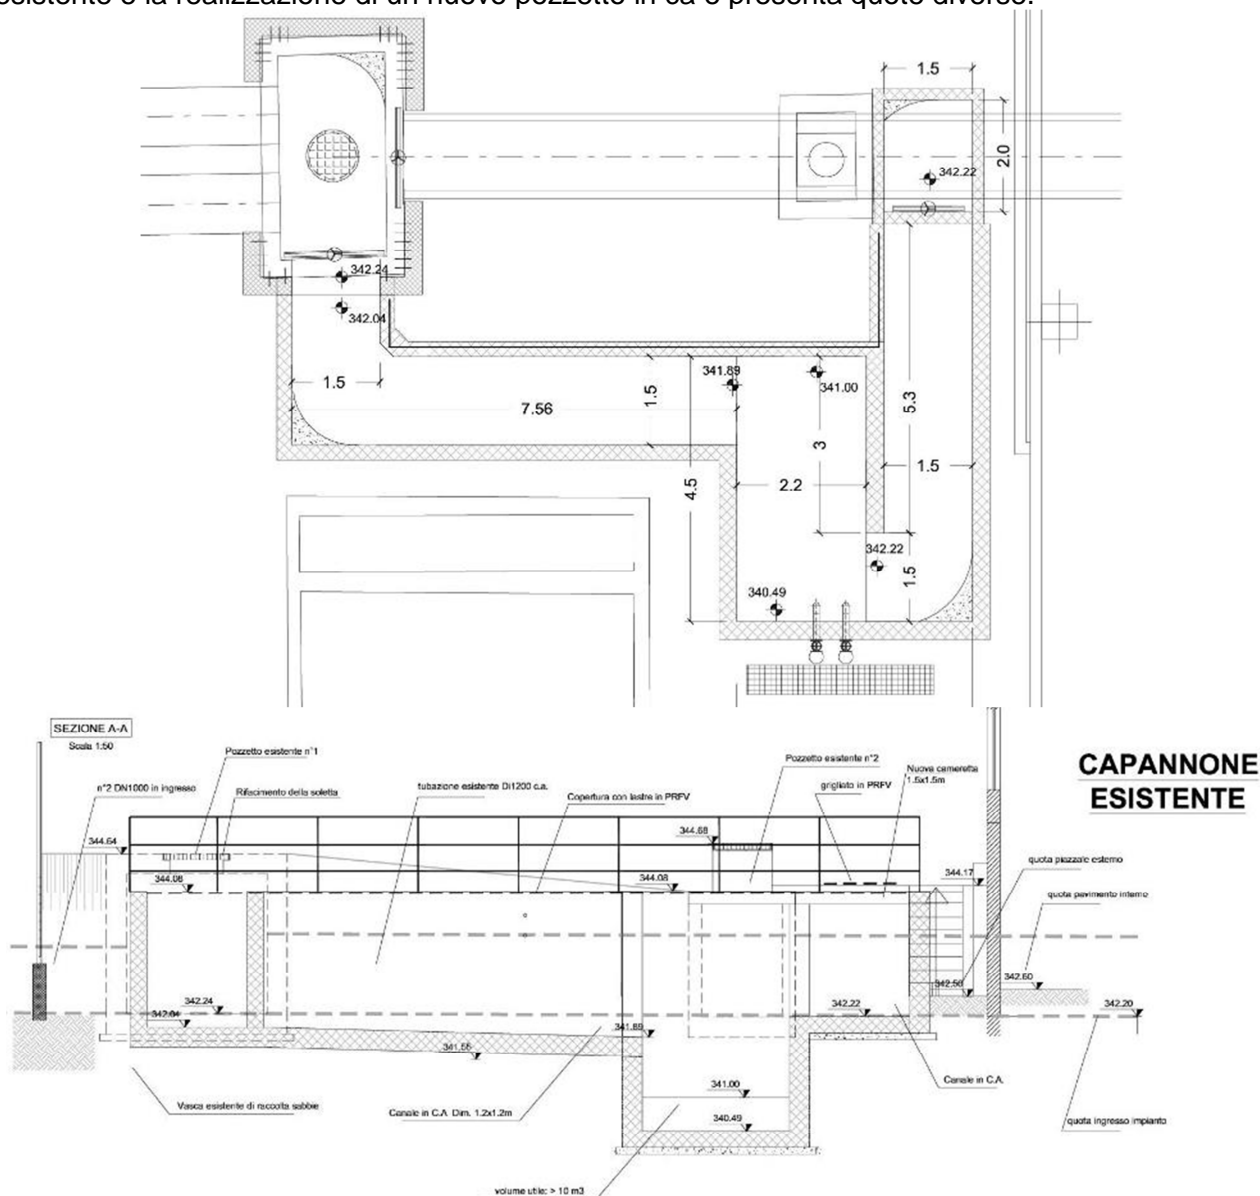 esistente e la realizzazione di un nuovo pozzetto in ca e presenta quote diverse.
1.5
2.0
342.22
342.24
342.04
1.5
7.56
1.5
4.5
341.89
341.00
3
2.2
5.3
1.5
342.22
1.5
340.49
SEZIONE A-A
Scala 1:50
Pozzetto esistente n°1
n°2 DN1000 in ingresso
Rifacimento della soletta
tubazione esistente Di1200 c.a.
Copertura con lastre in PRFV
Pozzetto esistente n°2
grigliato in PRFV
Nuova cameretta
1.5x1.5m
CAPANNONE
ESISTENTE
344.64
344.68
344.08
344.08
344.17
quota piazzale esterno
quota pavimento interno
342.24
342.04
341.89
341.55
342.22
342.50
342.60
342.20
341.00
340.49
Vasca esistente di raccolta sabbie
Canale in C.A. Dim. 1.2x1.2m
Canale in C.A.
quota ingresso impianto
volume utile: > 10 m3